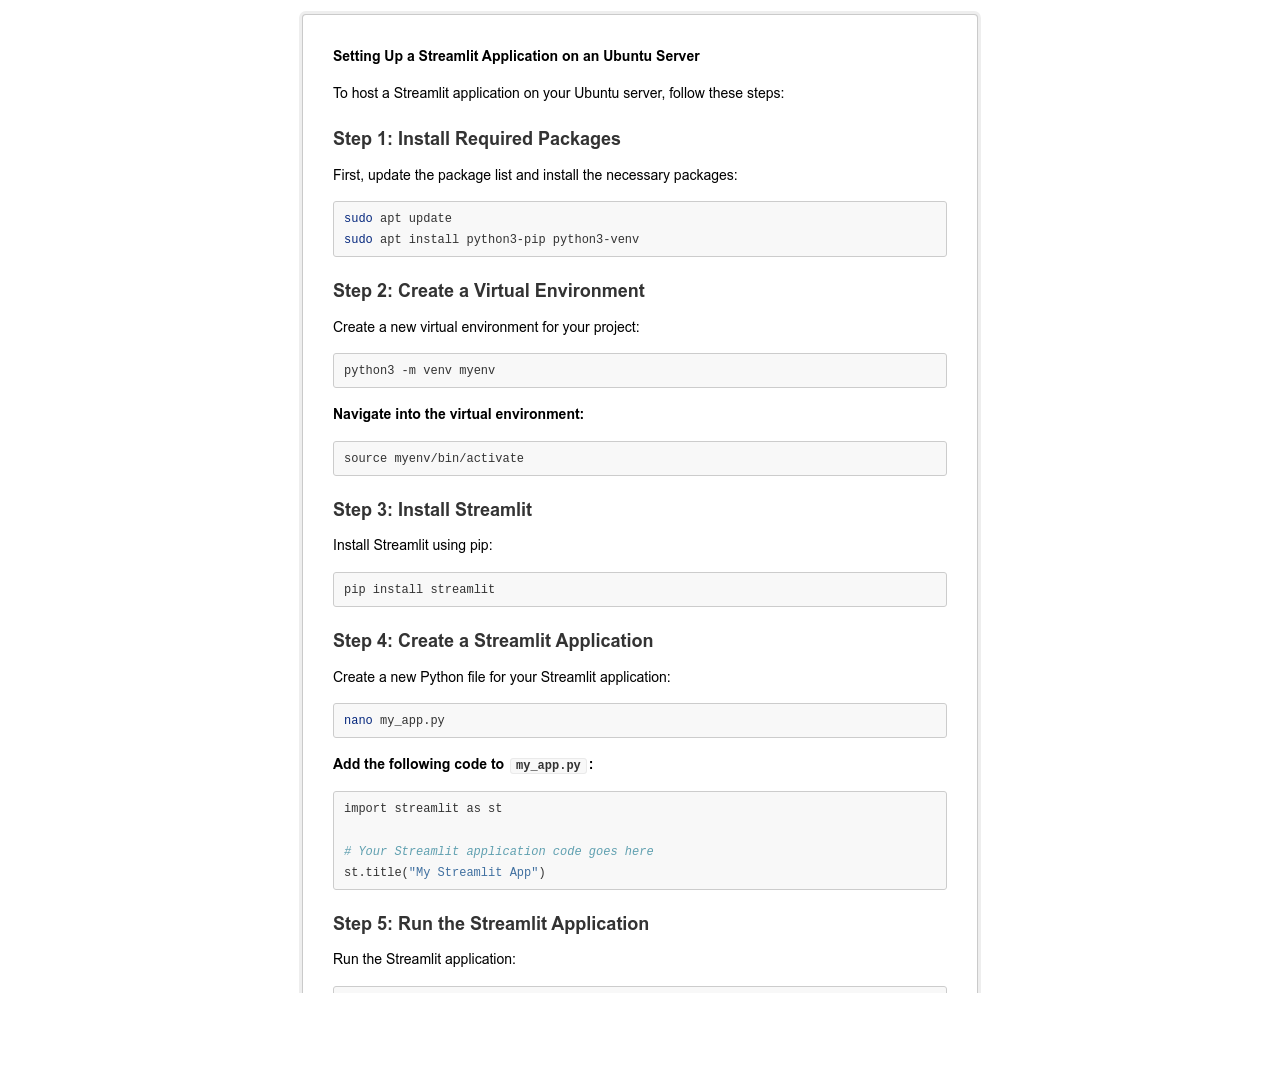 Setting Up a Streamlit Application on an Ubuntu Server
To host a Streamlit application on your Ubuntu server, follow these steps:
Step 1: Install Required Packages
First, update the package list and install the necessary packages:
sudo apt update
sudo apt install python3-pip python3-venv
Step 2: Create a Virtual Environment
Create a new virtual environment for your project:
python3 -m venv myenv
Navigate into the virtual environment:
source myenv/bin/activate
Step 3: Install Streamlit
Install Streamlit using pip:
pip install streamlit
Step 4: Create a Streamlit Application
Create a new Python file for your Streamlit application:
nano my_app.py
Add the following code to my_app.py:
import streamlit as st
# Your Streamlit application code goes here
st.title("My Streamlit App")
Step 5: Run the Streamlit Application
Run the Streamlit application: